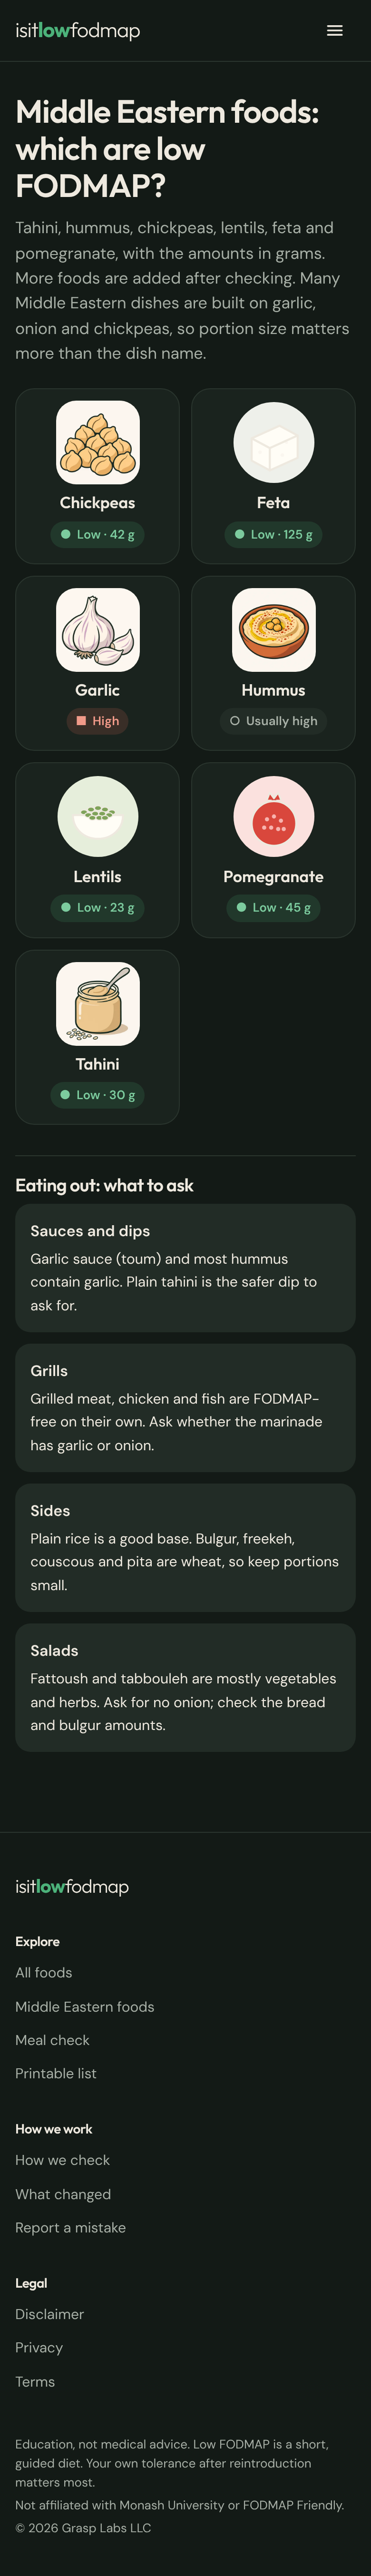 isitlowfodmap
Middle Eastern foods:
which are low
FODMAP?
Tahini, hummus, chickpeas, lentils, feta and
pomegranate, with the amounts in grams.
More foods are added after checking. Many
Middle Eastern dishes are built on garlic,
onion and chickpeas, so portion size matters
more than the dish name.
Chickpeas
Low · 42 g
Feta
Low · 125 g
Garlic
High
Hummus
Usually high
Lentils
Low · 23 g
Pomegranate
Low · 45 g
Tahini
Low · 30 g
Eating out: what to ask
Sauces and dips
Garlic sauce (toum) and most hummus
contain garlic. Plain tahini is the safer dip to
ask for.
Grills
Grilled meat, chicken and fish are FODMAP-
free on their own. Ask whether the marinade
has garlic or onion.
Sides
Plain rice is a good base. Bulgur, freekeh,
couscous and pita are wheat, so keep portions
small.
Salads
Fattoush and tabbouleh are mostly vegetables
and herbs. Ask for no onion; check the bread
and bulgur amounts.
isitlowfodmap
Explore
All foods
Middle Eastern foods
Meal check
Printable list
How we work
How we check
What changed
Report a mistake
Legal
Disclaimer
Privacy
Terms
Education, not medical advice. Low FODMAP is a short,
guided diet. Your own tolerance after reintroduction
matters most.
Not affiliated with Monash University or FODMAP Friendly.
© 2026 Grasp Labs LLC